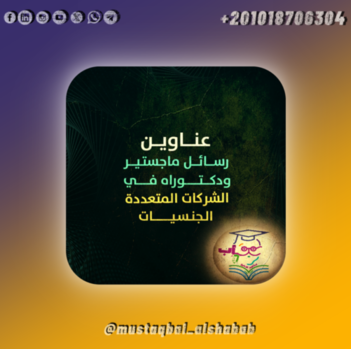 +201018706304
عناوين
رسائل ماجستير
ودكتوراه في
الشركات المتعددة
الجنسيات
@mustaqbal_alshabab